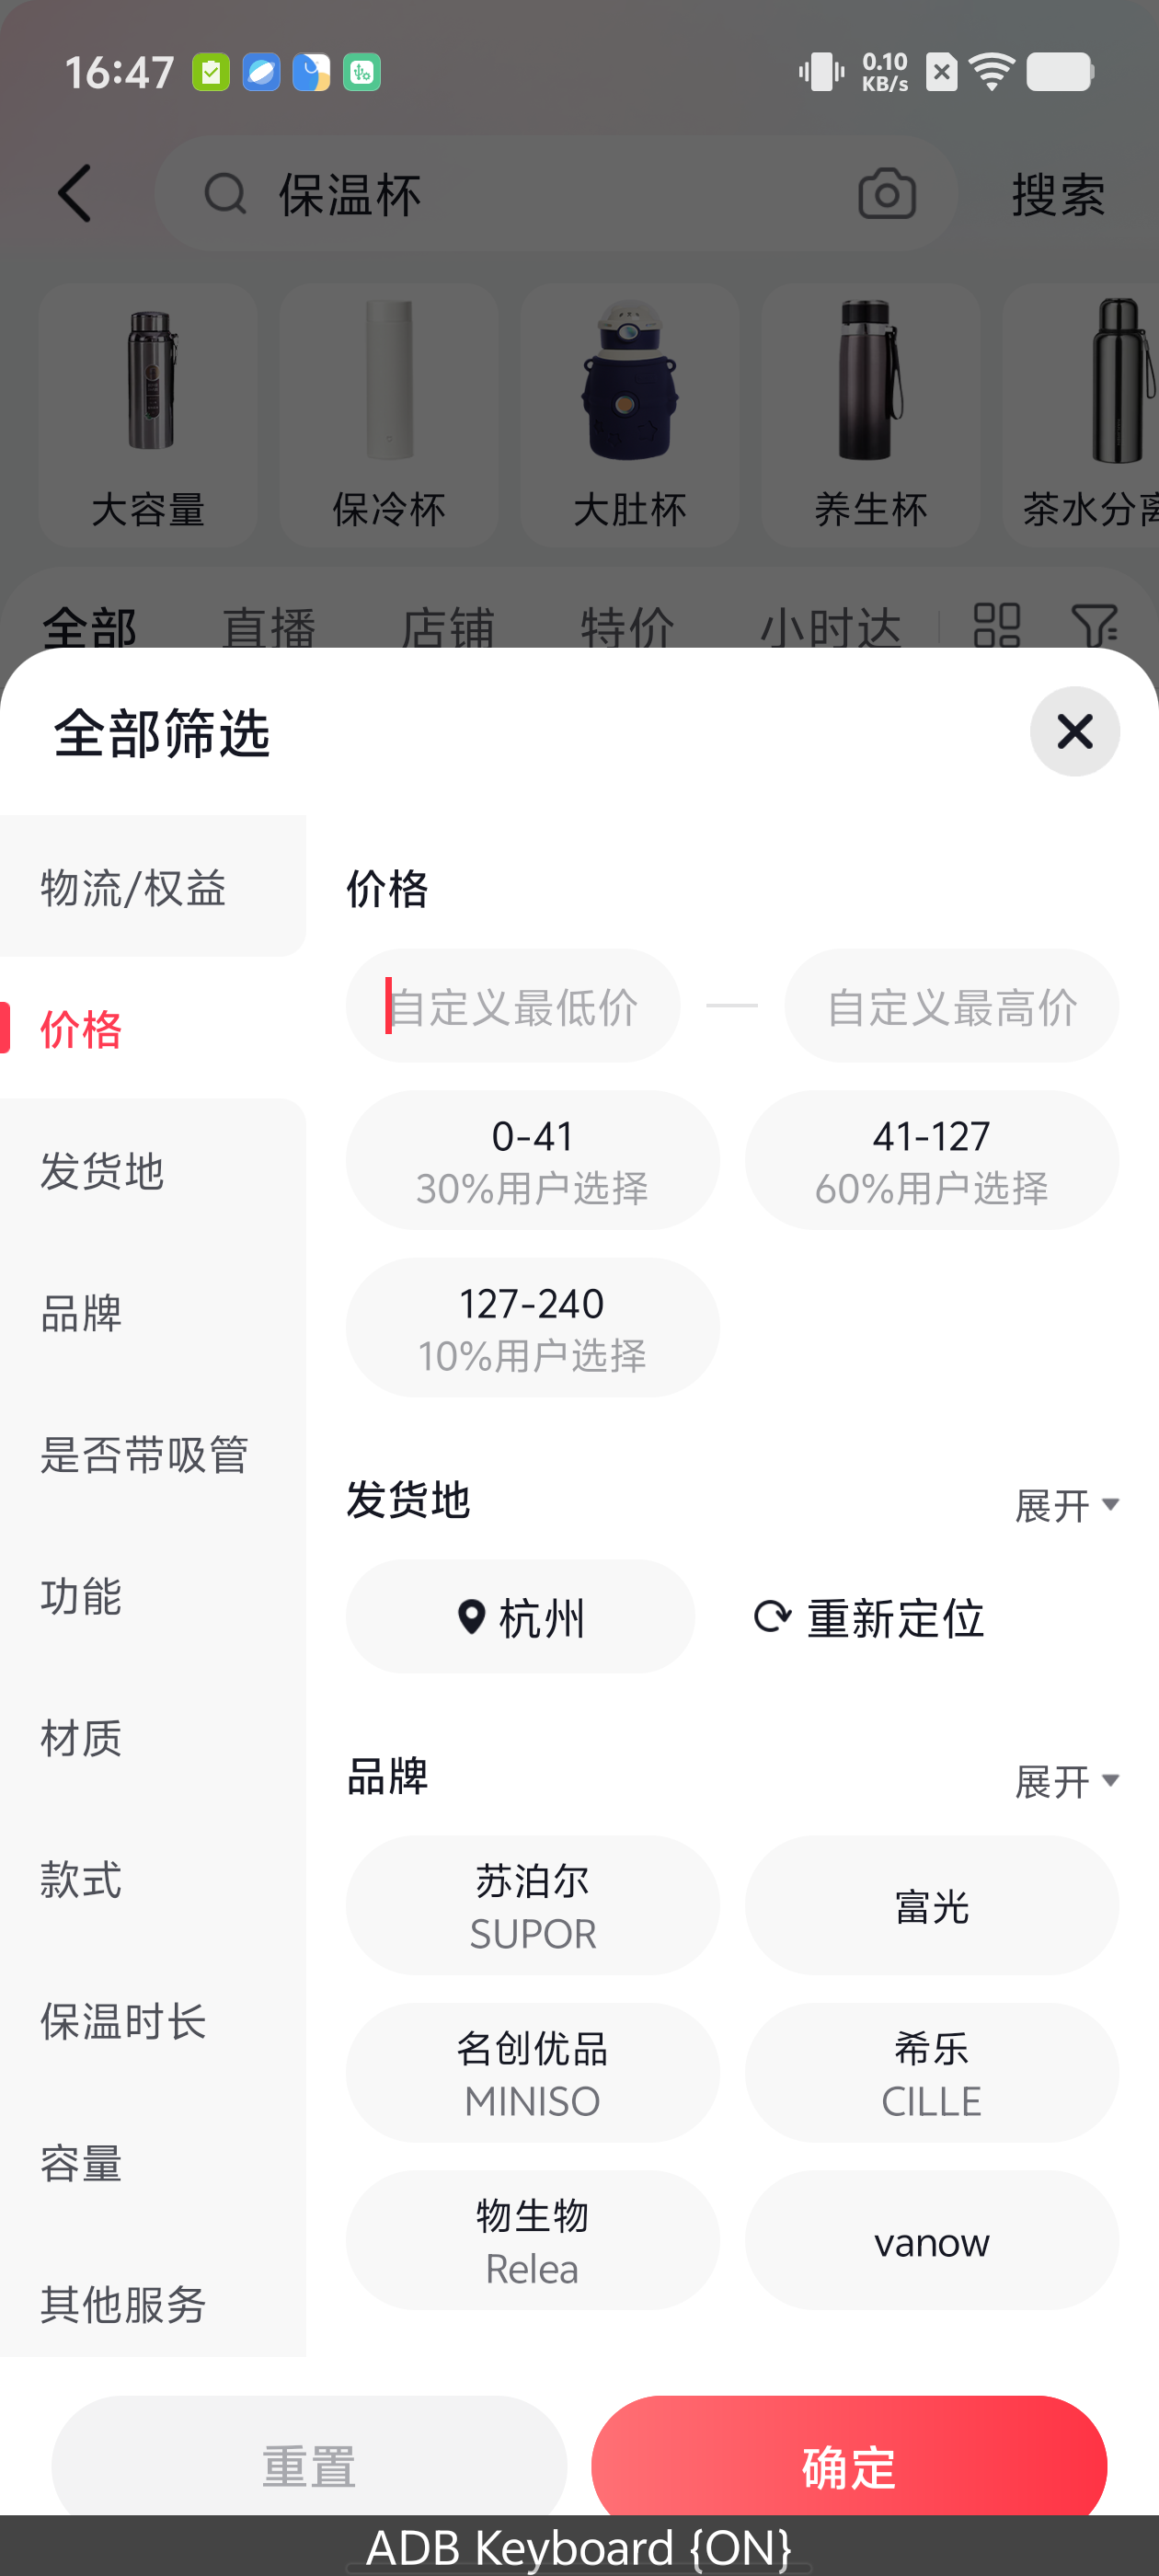 16:47
0.10
KB/s
保温杯
搜索
大容量
保冷杯
大肚杯
养生杯
茶水分离
全部
直播
店铺
特价
小时达
全部筛选
物流/权益
价格
发货地
品牌
是否带吸管
功能
材质
款式
保温时长
容量
其他服务
价格
自定义最低价
自定义最高价
0-41
30%用户选择
41-127
60%用户选择
127-240
10%用户选择
发货地
展开
杭州
重新定位
品牌
展开
苏泊尔
SUPOR
富光
名创优品
MINISO
希乐
CILLE
物生物
Relea
vanow
重置
确定
ADB Keyboard {ON}